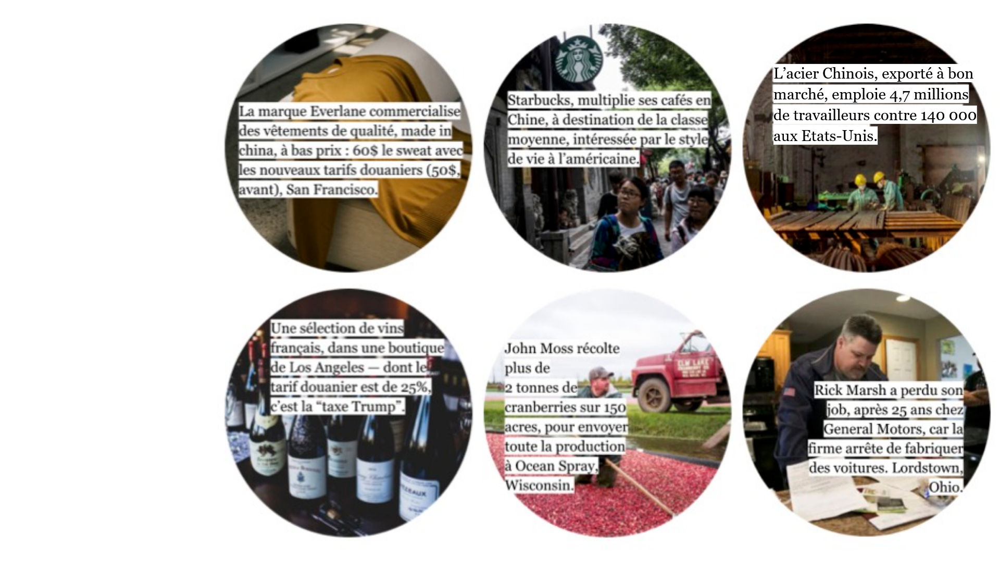 La marque Everlane commercialise
des vêtements de qualité, made in
china, à bas prix : 60$ le sweat avec
les nouveaux tarifs douaniers (50$,
avant), San Francisco.
Starbucks, multiplie ses cafés en
Chine, à destination de la classe
moyenne, intéressée par le style
de vie à l’américaine.
L’acier Chinois, exporté à bon
marché, emploie 4,7 millions
de travailleurs contre 140 000
aux Etats-Unis.
Une sélection de vins
français, dans une boutique
de Los Angeles — dont le
tarif douanier est de 25%,
c’est la “taxe Trump”.
John Moss récolte
plus de
2 tonnes de
cranberries sur 150
acres, pour envoyer
toute la production
à Ocean Spray,
Wisconsin.
ELM LAKE
Rick Marsh a perdu son
job, après 25 ans chez
General Motors, car la
firme arrête de fabriquer
des voitures. Lordstown,
Ohio.